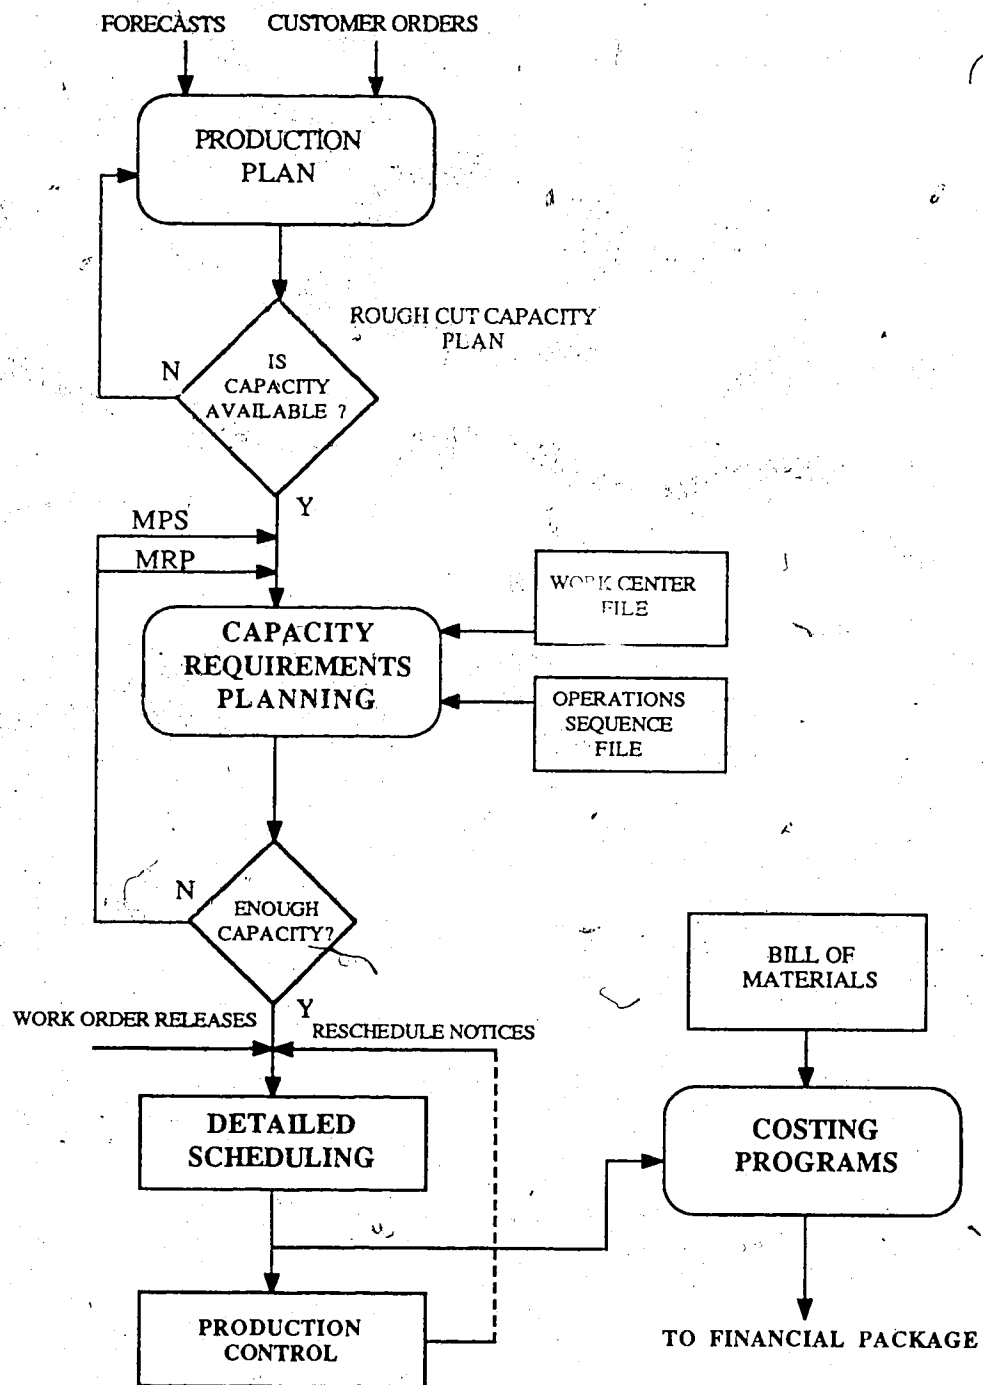 FORECASTS CUSTOMER ORDERS
PRODUCTION
PLAN
ROUGH CUT CAPACITY
PLAN
IS
CAPACITY
AVAILABLE ?
N
Y
MPS
MRP
WORK CENTER
FILE
CAPACITY
REQUIREMENTS
PLANNING
OPERATIONS
SEQUENCE
FILE
N
ENOUGH
CAPACITY?
Y
BILL OF
MATERIALS
WORK ORDER RELEASES
RESCHEDULE NOTICES
DETAILED
SCHEDULING
COSTING
PROGRAMS
PRODUCTION
CONTROL
TO FINANCIAL PACKAGE